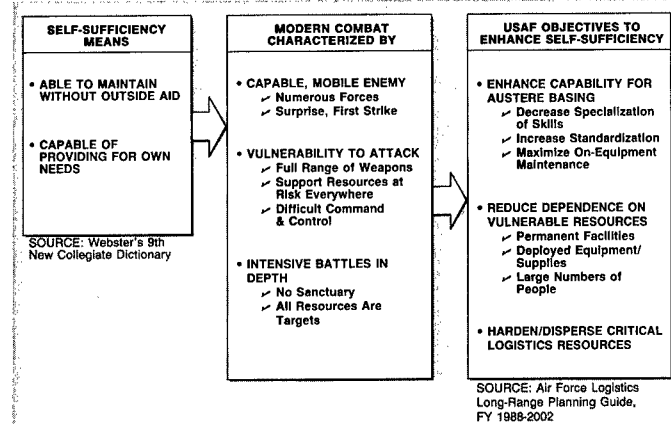 SELF-SUFFICIENCY
MEANS
• ABLE TO MAINTAIN
WITHOUT OUTSIDE AID
• CAPABLE OF
PROVIDING FOR OWN
NEEDS
SOURCE: Webster's 9th
New Collegiate Dictionary
MODERN COMBAT
CHARACTERIZED BY
• CAPABLE, MOBILE ENEMY
✓ Numerous Forces
✓ Surprise, First Strike
• VULNERABILITY TO ATTACK
✓ Full Range of Weapons
✓ Support Resources at
Risk Everywhere
✓ Difficult Command
& Control
• INTENSIVE BATTLES IN
DEPTH
✓ No Sanctuary
✓ All Resources Are
Targets
USAF OBJECTIVES TO
ENHANCE SELF-SUFFICIENCY
• ENHANCE CAPABILITY FOR
AUSTERE BASING
✓ Decrease Specialization
of Skills
✓ Increase Standardization
✓ Maximize On-Equipment
Maintenance
• REDUCE DEPENDENCE ON
VULNERABLE RESOURCES
✓ Permanent Facilities
✓ Deployed Equipment/
Supplies
✓ Large Numbers of
People
• HARDEN/DISPERSE CRITICAL
LOGISTICS RESOURCES
SOURCE: Air Force Logistics
Long-Range Planning Guide,
FY 1988-2002